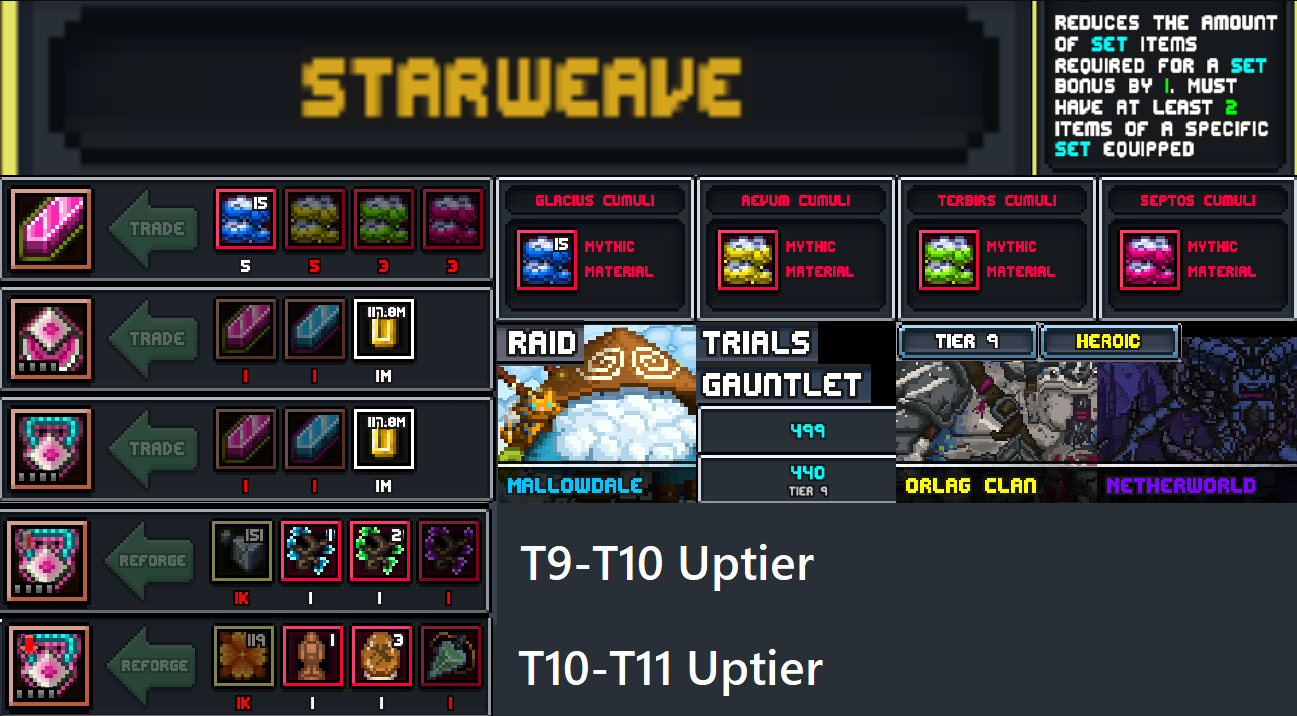 STARWEAVE
REDUCES THE AMOUNT
OF SET ITEMS
REQUIRED FOR A SET
BONUS BY 1. MUST
HAVE AT LEAST 2
ITEMS OF A SPECIFIC
SET EQUIPPED
TRADE
15
5 5 3 3
GLACIUS CUMULI
15
MYTHIC
MATERIAL
AEVUM CUMULI
MYTHIC
MATERIAL
TERBIRS CUMULI
MYTHIC
MATERIAL
SEPTOS CUMULI
MYTHIC
MATERIAL
TRADE
117.8M
1 1 1M
TRADE
117.8M
1 1 1M
RAID
MALLOWDALE
TRIALS
GAUNTLET
499
440
TIER 9
TIER 9
HEROIC
ORLAG CLAN
NETHERWORLD
REFORGE
151 1 2
1K 1 1 1
T9-T10 Uptier
REFORGE
119 1 3
1K 1 1 1
T10-T11 Uptier